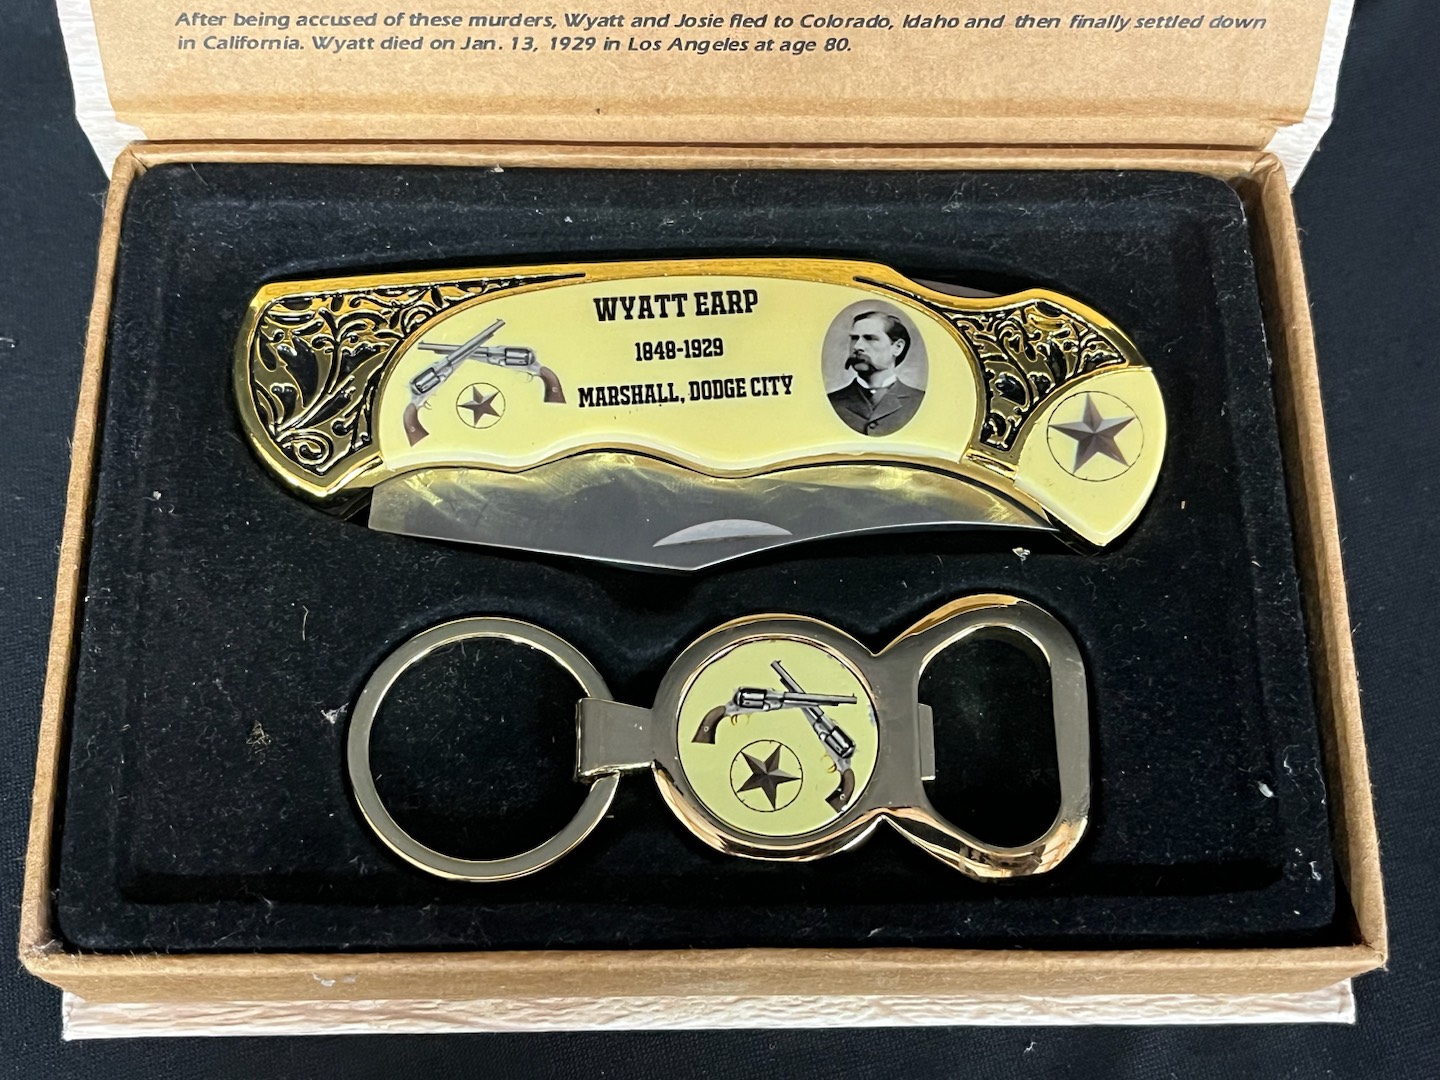 After being accused of these murders, Wyatt and Josie fled to Colorado, Idaho and then finally settled down
in California. Wyatt died on Jan. 13, 1929 in Los Angeles at age 80.
WYATT EARP
1848-1929
MARSHALL, DODGE CITY